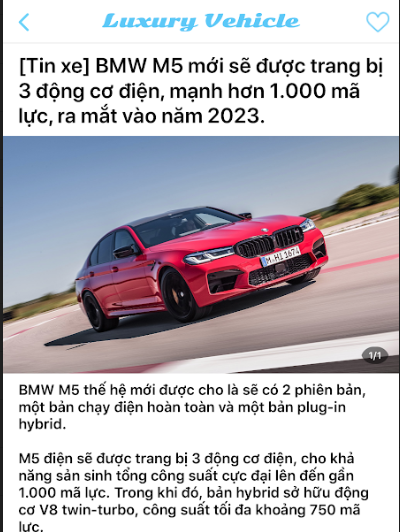 Luxury Vehicle
[Tin xe] BMW M5 mới sẽ được trang bị
3 động cơ điện, mạnh hơn 1.000 mã
lực, ra mắt vào năm 2023.
M·HI 1674
1/1
BMW M5 thế hệ mới được cho là sẽ có 2 phiên bản,
một bản chạy điện hoàn toàn và một bản plug-in
hybrid.
M5 điện sẽ được trang bị 3 động cơ điện, cho khả
năng sản sinh tổng công suất cực đại lên đến gần
1.000 mã lực. Trong khi đó, bản hybrid sở hữu động
cơ V8 twin-turbo, công suất tối đa khoảng 750 mã
lực.